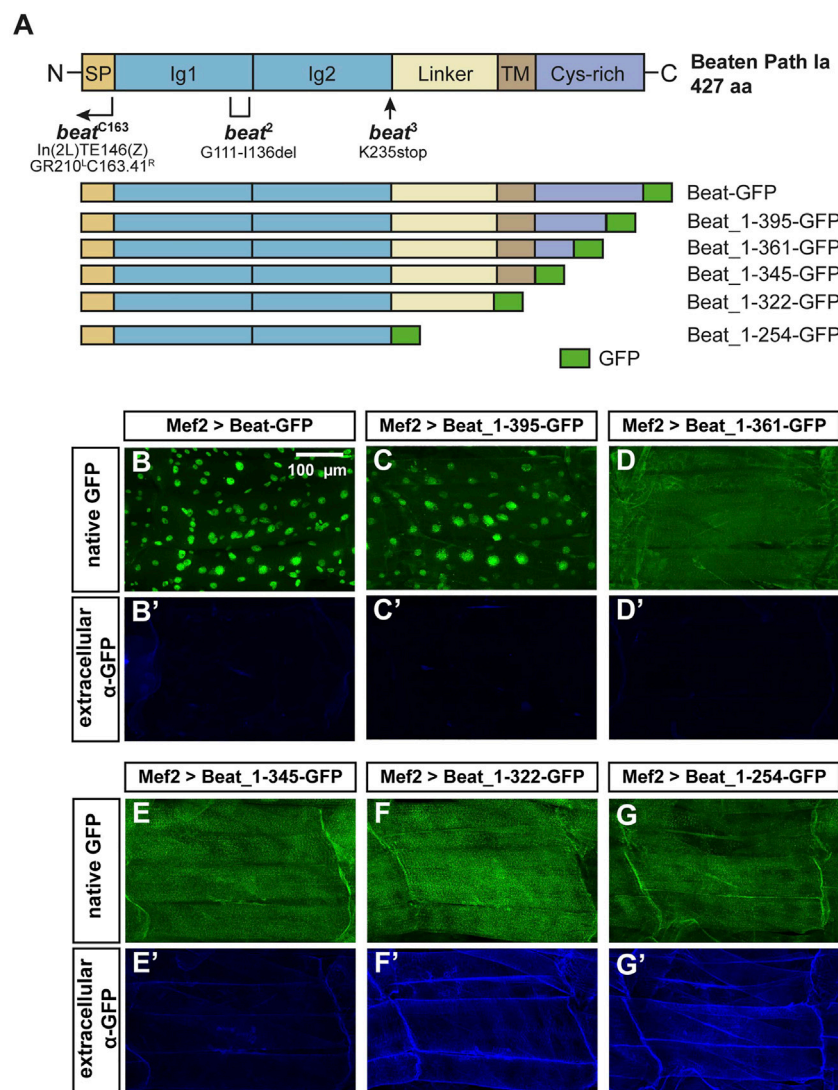 A
N
SP
Ig1
Ig2
Linker
TM
Cys-rich
C
Beaten Path Ia
427 aa
beatC163
In(2L)TE146(Z)
GR210LC163.41R
beat2
G111-I136del
beat3
K235stop
Beat-GFP
Beat_1-395-GFP
Beat_1-361-GFP
Beat_1-345-GFP
Beat_1-322-GFP
Beat_1-254-GFP
GFP
Mef2 > Beat-GFP
Mef2 > Beat_1-395-GFP
Mef2 > Beat_1-361-GFP
native GFP
B
100 µm
C
D
extracellular
α-GFP
B'
C'
D'
Mef2 > Beat_1-345-GFP
Mef2 > Beat_1-322-GFP
Mef2 > Beat_1-254-GFP
native GFP
E
F
G
extracellular
α-GFP
E'
F'
G'